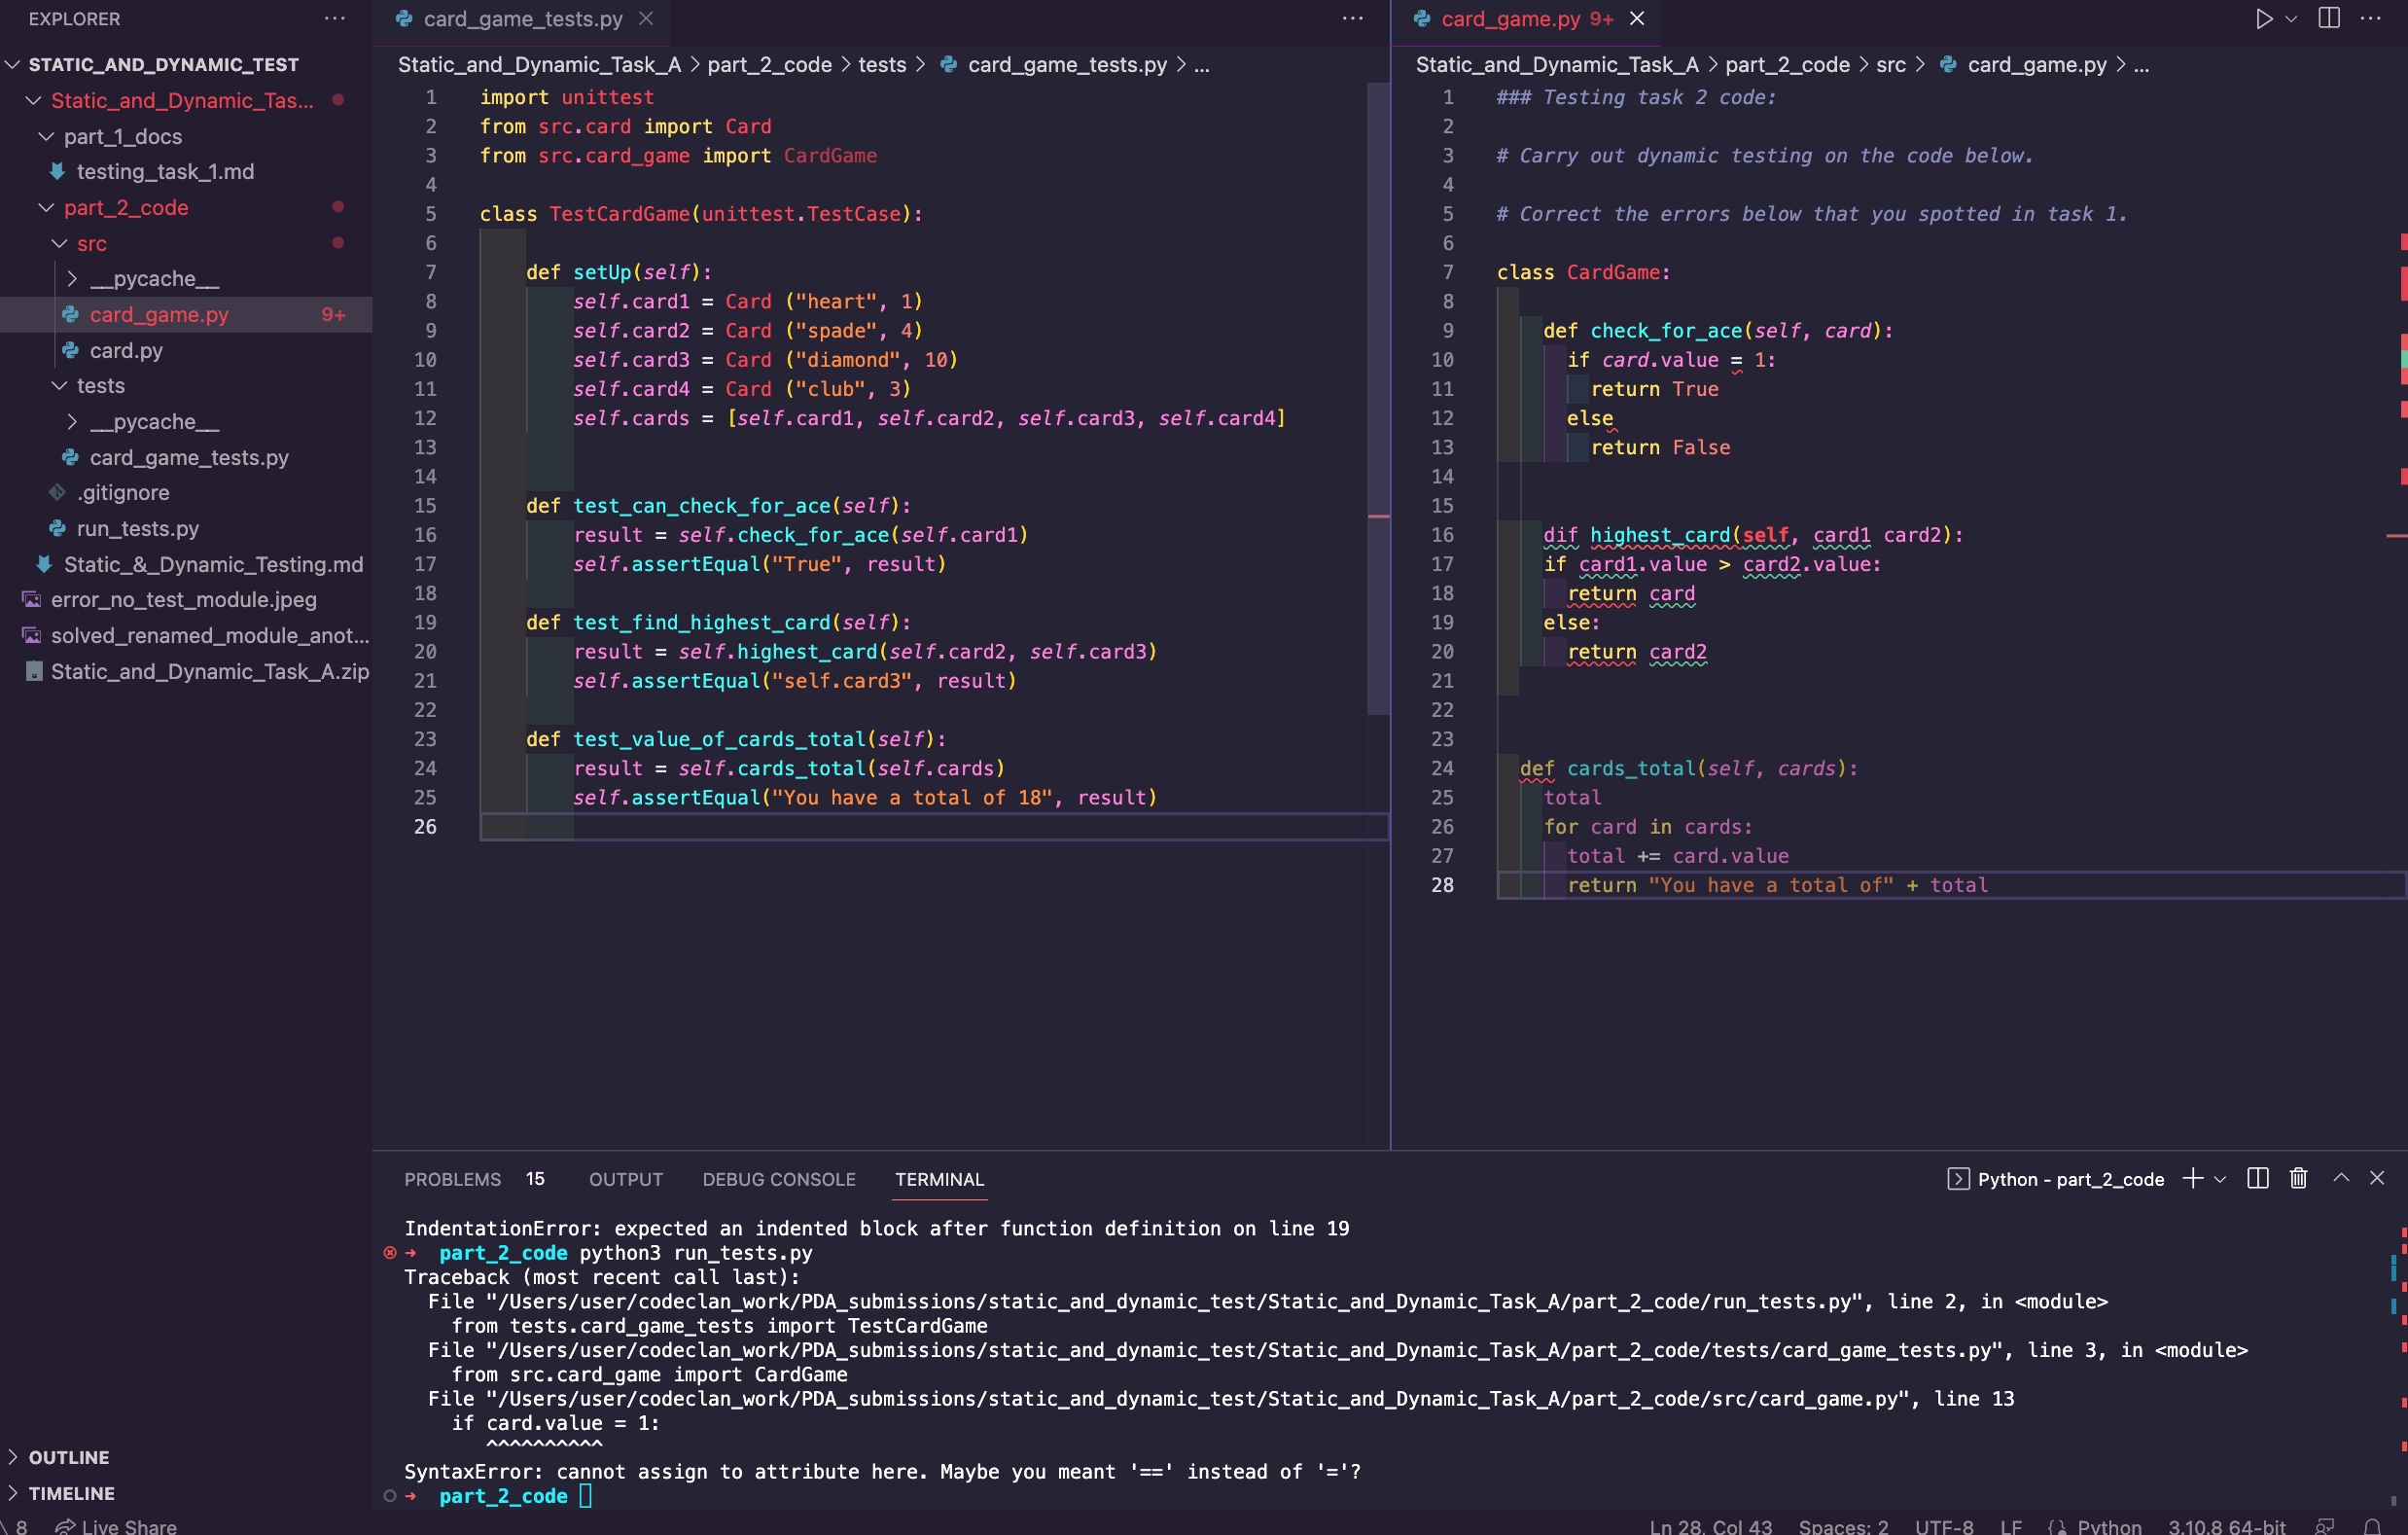 EXPLORER
STATIC_AND_DYNAMIC_TEST
Static_and_Dynamic_Tas...
part_1_docs
testing_task_1.md
part_2_code
src
__pycache__
card_game.py 9+
card.py
tests
__pycache__
card_game_tests.py
.gitignore
run_tests.py
Static_&_Dynamic_Testing.md
error_no_test_module.jpeg
solved_renamed_module_anot...
Static_and_Dynamic_Task_A.zip
OUTLINE
TIMELINE
card_game_tests.py
Static_and_Dynamic_Task_A > part_2_code > tests > card_game_tests.py > ...
1 import unittest
2 from src.card import Card
3 from src.card_game import CardGame
4
5 class TestCardGame(unittest.TestCase):
6
7 def setUp(self):
8 self.card1 = Card ("heart", 1)
9 self.card2 = Card ("spade", 4)
10 self.card3 = Card ("diamond", 10)
11 self.card4 = Card ("club", 3)
12 self.cards = [self.card1, self.card2, self.card3, self.card4]
13
14
15 def test_can_check_for_ace(self):
16 result = self.check_for_ace(self.card1)
17 self.assertEqual("True", result)
18
19 def test_find_highest_card(self):
20 result = self.highest_card(self.card2, self.card3)
21 self.assertEqual("self.card3", result)
22
23 def test_value_of_cards_total(self):
24 result = self.cards_total(self.cards)
25 self.assertEqual("You have a total of 18", result)
26
card_game.py 9+
Static_and_Dynamic_Task_A > part_2_code > src > card_game.py > ...
1 ### Testing task 2 code:
2
3 # Carry out dynamic testing on the code below.
4
5 # Correct the errors below that you spotted in task 1.
6
7 class CardGame:
8
9 def check_for_ace(self, card):
10 if card.value = 1:
11 return True
12 else
13 return False
14
15
16 dif highest_card(self, card1 card2):
17 if card1.value > card2.value:
18 return card
19 else:
20 return card2
21
22
23
24 def cards_total(self, cards):
25 total
26 for card in cards:
27 total += card.value
28 return "You have a total of" + total
PROBLEMS 15 OUTPUT DEBUG CONSOLE TERMINAL
Python - part_2_code
IndentationError: expected an indented block after function definition on line 19
part_2_code python3 run_tests.py
Traceback (most recent call last):
File "/Users/user/codeclan_work/PDA_submissions/static_and_dynamic_test/Static_and_Dynamic_Task_A/part_2_code/run_tests.py", line 2, in <module>
from tests.card_game_tests import TestCardGame
File "/Users/user/codeclan_work/PDA_submissions/static_and_dynamic_test/Static_and_Dynamic_Task_A/part_2_code/tests/card_game_tests.py", line 3, in <module>
from src.card_game import CardGame
File "/Users/user/codeclan_work/PDA_submissions/static_and_dynamic_test/Static_and_Dynamic_Task_A/part_2_code/src/card_game.py", line 13
if card.value = 1:
^^^^^^^^^^
SyntaxError: cannot assign to attribute here. Maybe you meant '==' instead of '='?
part_2_code
8 Live Share
Ln 28, Col 43 Spaces: 2 UTF-8 LF Python 3.10.8 64-bit